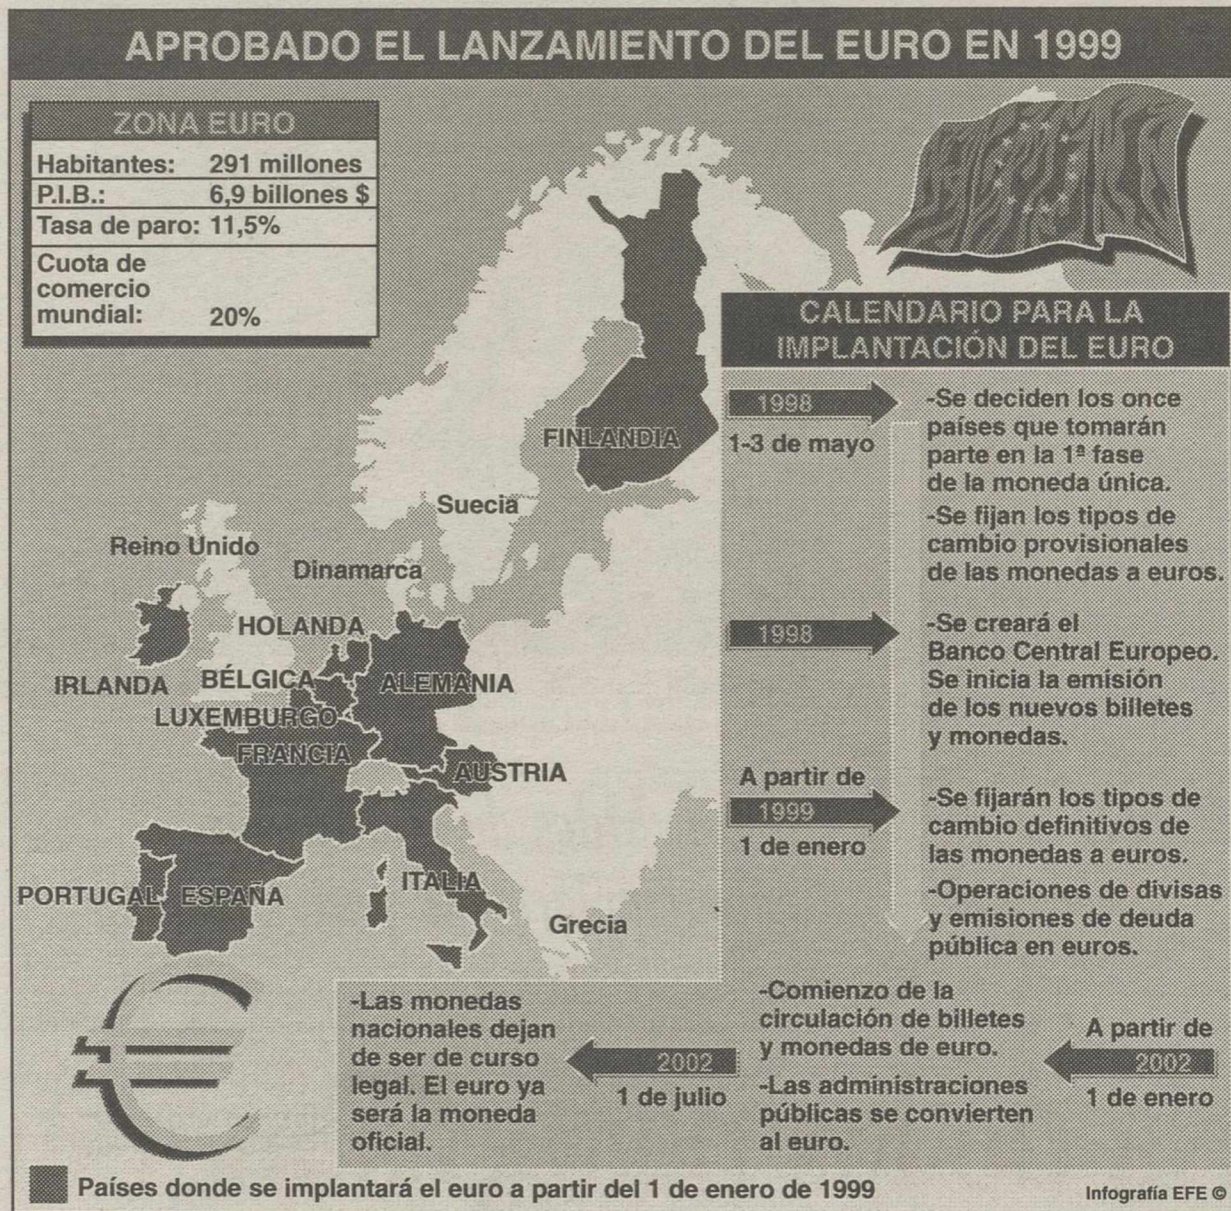 APROBADO EL LANZAMIENTO DEL EURO EN 1999
ZONA EURO
Habitantes: 291 millones
P.I.B.: 6,9 billones $
Tasa de paro: 11,5%
Cuota de
comercio
mundial: 20%
FINLANDIA
Suecia
Reino Unido
Dinamarca
HOLANDA
IRLANDA
BÉLGICA
ALEMANIA
LUXEMBURGO
FRANCIA
AUSTRIA
PORTUGAL
ESPAÑA
ITALIA
Grecia
CALENDARIO PARA LA
IMPLANTACIÓN DEL EURO
1998
1-3 de mayo
-Se deciden los once
países que tomarán
parte en la 1ª fase
de la moneda única.
-Se fijan los tipos de
cambio provisionales
de las monedas a euros.
1998
-Se creará el
Banco Central Europeo.
Se inicia la emisión
de los nuevos billetes
y monedas.
A partir de
1999
1 de enero
-Se fijarán los tipos de
cambio definitivos de
las monedas a euros.
-Operaciones de divisas
y emisiones de deuda
pública en euros.
A partir de
2002
1 de enero
-Comienzo de la
circulación de billetes
y monedas de euro.
-Las administraciones
públicas se convierten
al euro.
2002
1 de julio
-Las monedas
nacionales dejan
de ser de curso
legal. El euro ya
será la moneda
oficial.
Países donde se implantará el euro a partir del 1 de enero de 1999
Infografía EFE ©